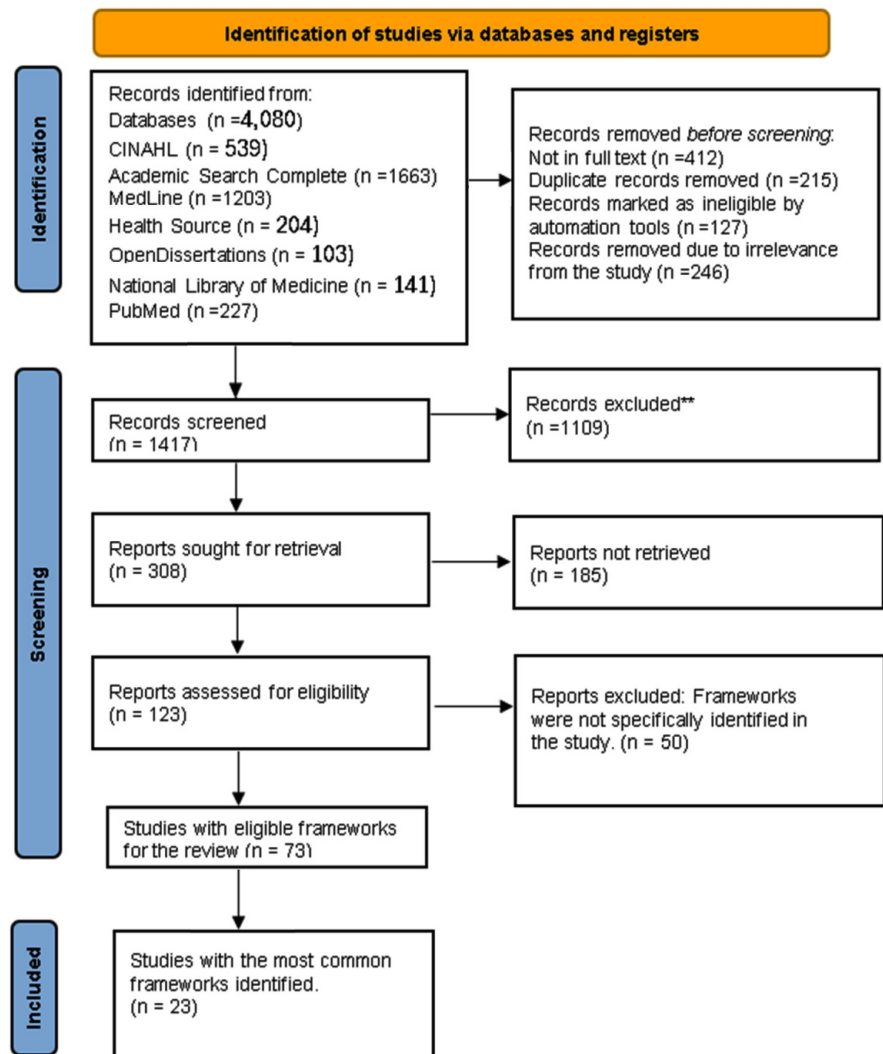 Identification of studies via databases and registers
Identification
Records identified from:
Databases (n =4,080)
CINAHL (n = 539)
Academic Search Complete (n =1663)
MedLine (n =1203)
Health Source (n = 204)
OpenDissertations (n = 103)
National Library of Medicine (n = 141)
PubMed (n =227)
Records removed before screening:
Not in full text (n =412)
Duplicate records removed (n =215)
Records marked as ineligible by
automation tools (n =127)
Records removed due to irrelevance
from the study (n =246)
Screening
Records screened
(n = 1417)
Records excluded**
(n =1109)
Reports sought for retrieval
(n = 308)
Reports not retrieved
(n = 185)
Reports assessed for eligibility
(n = 123)
Reports excluded: Frameworks
were not specifically identified in
the study. (n = 50)
Studies with eligible frameworks
for the review (n = 73)
Included
Studies with the most common
frameworks identified.
(n = 23)